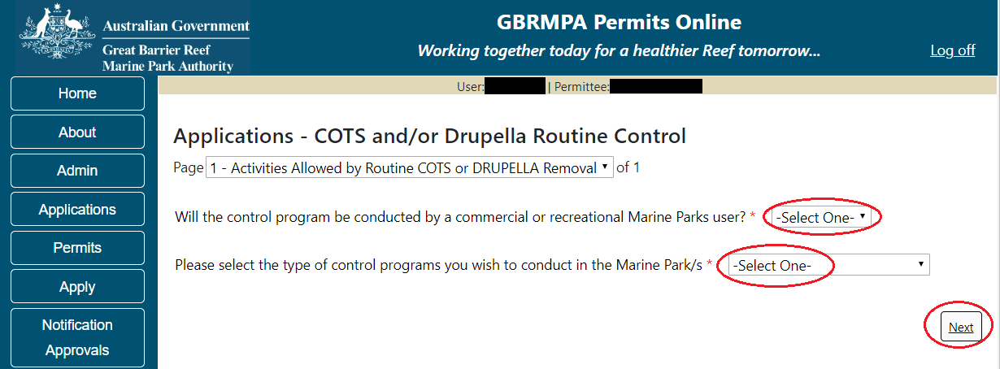 Australian Government
Great Barrier Reef
Marine Park Authority
GBRMPA Permits Online
Working together today for a healthier Reef tomorrow...
Log off
User: | Permittee:
Home
About
Admin
Applications
Permits
Apply
Notification
Approvals
Applications - COTS and/or Drupella Routine Control
Page 1 - Activities Allowed by Routine COTS or DRUPELLA Removal of 1
Will the control program be conducted by a commercial or recreational Marine Parks user? * -Select One-
Please select the type of control programs you wish to conduct in the Marine Park/s * -Select One-
Next